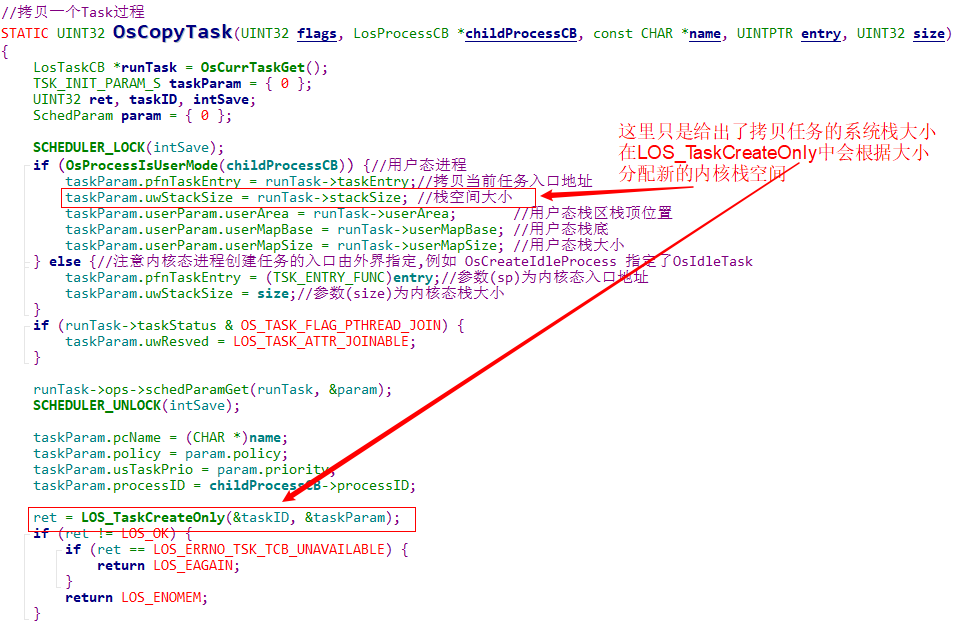 //拷贝一个Task过程
STATIC UINT32 OsCopyTask(UINT32 flags, LosProcessCB *childProcessCB, const CHAR *name, UINTPTR entry, UINT32 size)
{
    LosTaskCB *runTask = OsCurrTaskGet();
    TSK_INIT_PARAM_S taskParam = { 0 };
    UINT32 ret, taskID, intSave;
    SchedParam param = { 0 };

    SCHEDULER_LOCK(intSave);
这里只是给出了拷贝任务的系统栈大小
在LOS_TaskCreateOnly中会根据大小
分配新的内核栈空间
    if (OsProcessIsUserMode(childProcessCB)) {//用户态进程
        taskParam.pfnTaskEntry = runTask->taskEntry;//拷贝当前任务入口地址
        taskParam.uwStackSize = runTask->stackSize; //栈空间大小
        taskParam.userParam.userArea = runTask->userArea;       //用户态栈区栈顶位置
        taskParam.userParam.userMapBase = runTask->userMapBase; //用户态栈底
        taskParam.userParam.userMapSize = runTask->userMapSize; //用户态栈大小
    } else {//注意内核态进程创建任务的入口由外界指定,例如 OsCreateIdleProcess 指定了OsIdleTask
        taskParam.pfnTaskEntry = (TSK_ENTRY_FUNC)entry;//参数(sp)为内核态入口地址
        taskParam.uwStackSize = size;//参数(size)为内核态栈大小
    }
    if (runTask->taskStatus & OS_TASK_FLAG_PTHREAD_JOIN) {
        taskParam.uwResved = LOS_TASK_ATTR_JOINABLE;
    }

    runTask->ops->schedParamGet(runTask, &param);
    SCHEDULER_UNLOCK(intSave);

    taskParam.pcName = (CHAR *)name;
    taskParam.policy = param.policy;
    taskParam.usTaskPrio = param.priority;
    taskParam.processID = childProcessCB->processID;

    ret = LOS_TaskCreateOnly(&taskID, &taskParam);
    if (ret != LOS_OK) {
        if (ret == LOS_ERRNO_TSK_TCB_UNAVAILABLE) {
            return LOS_EAGAIN;
        }
        return LOS_ENOMEM;
    }